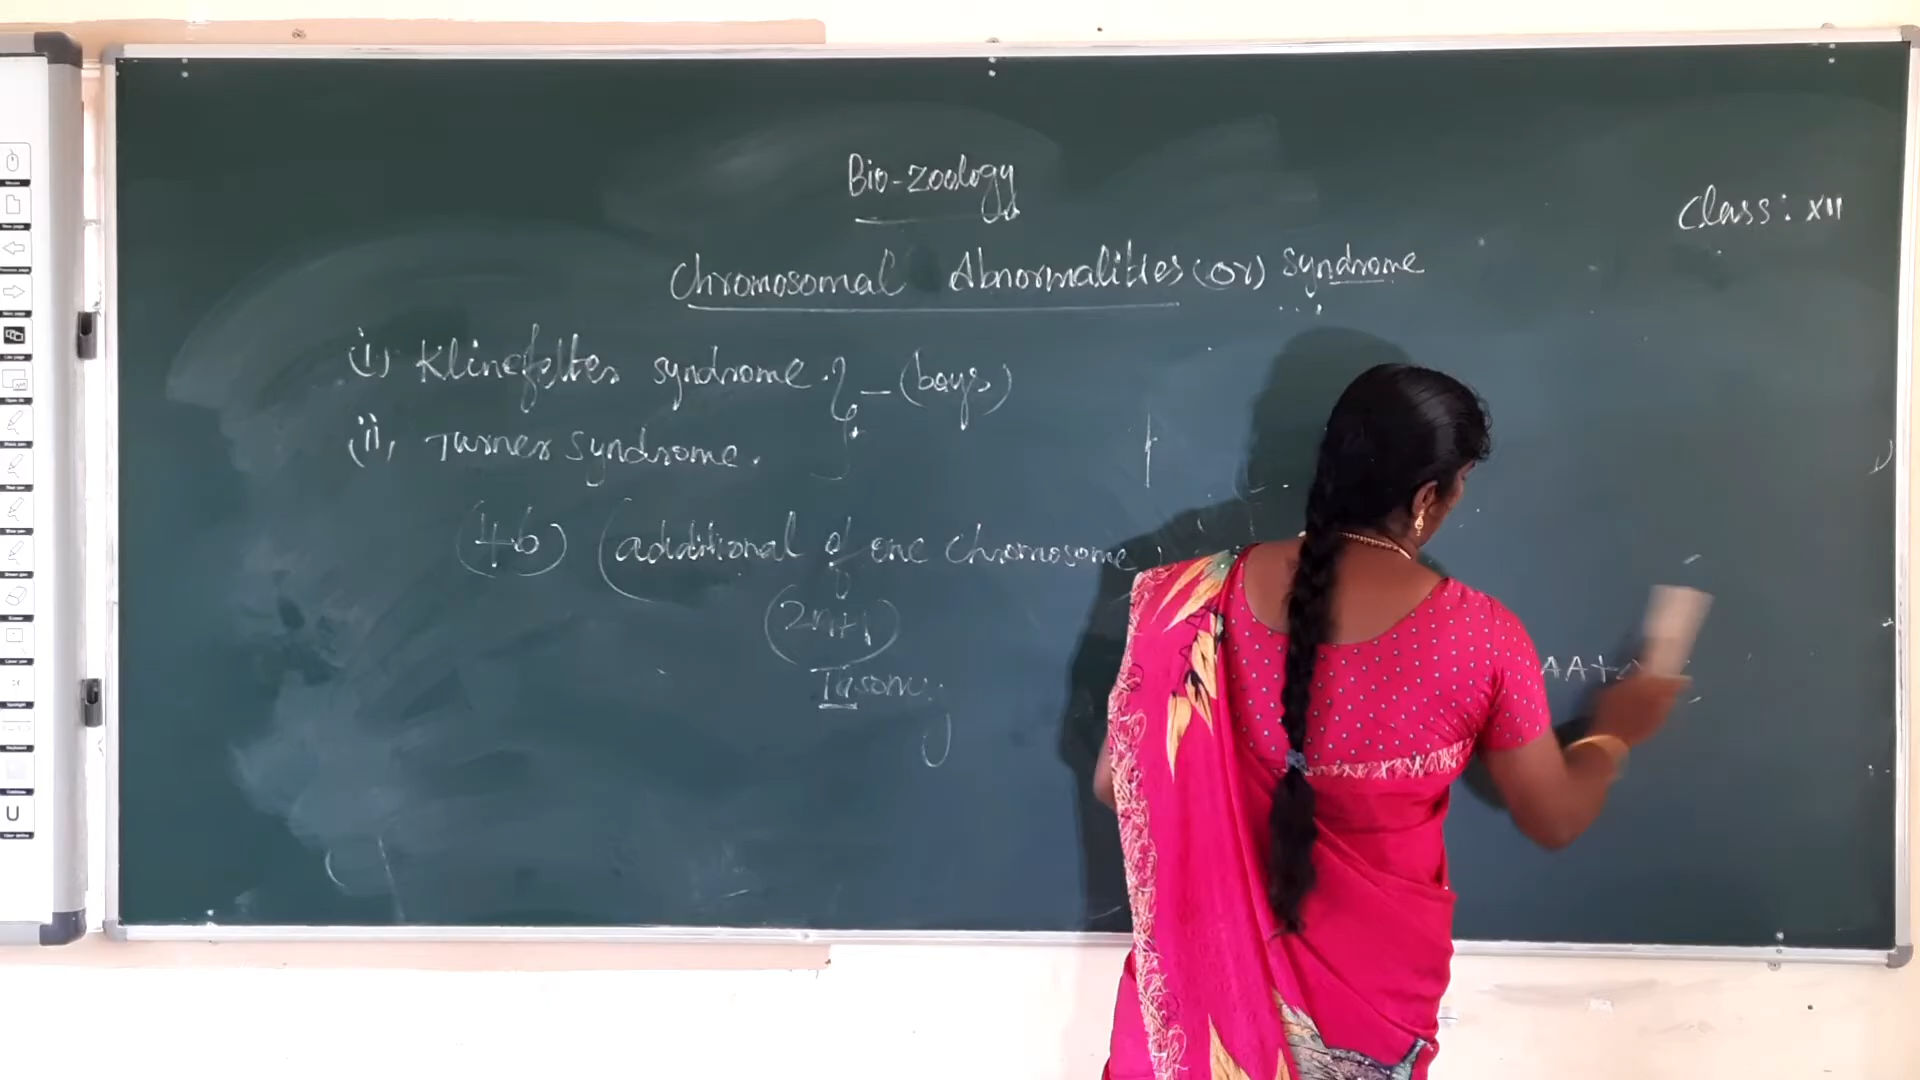 Bio-Zoology
Class: XII
Chromosomal Abnormalities (or) Syndrome
(i) Klinefelter syndrome. } - (boys)
(ii) Turner syndrome.
(46) (additional of one chromosome
(2n+1)
AA+